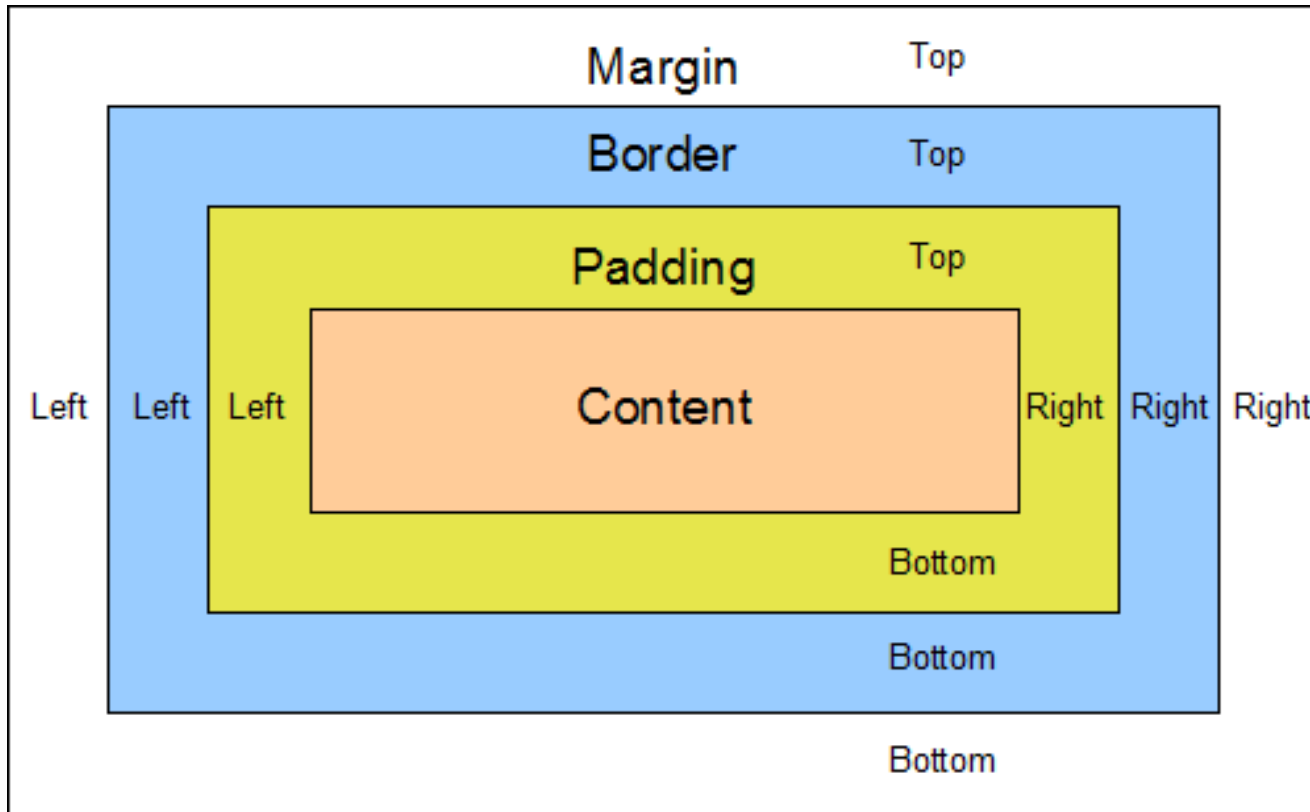 Margin Top
Border Top
Padding Top
Left Left Left Content Right Right Right
Bottom
Bottom
Bottom